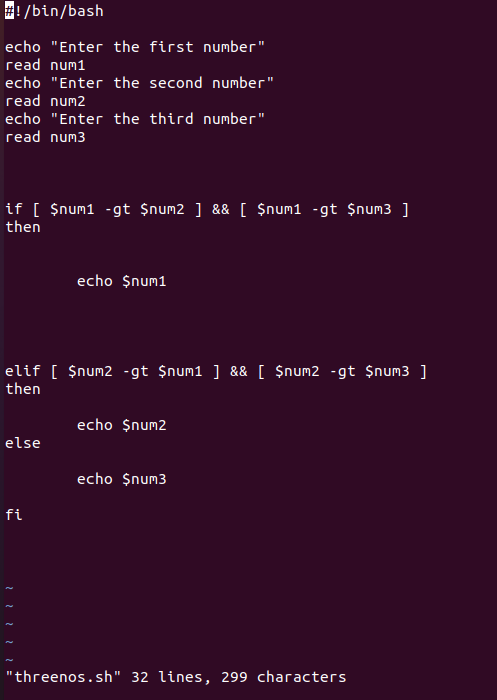 #!/bin/bash
echo "Enter the first number"
read num1
echo "Enter the second number"
read num2
echo "Enter the third number"
read num3
if [ $num1 -gt $num2 ] && [ $num1 -gt $num3 ]
then
echo $num1
elif [ $num2 -gt $num1 ] && [ $num2 -gt $num3 ]
then
echo $num2
else
echo $num3
fi
~
~
~
~
~
"threenos.sh" 32 lines, 299 characters